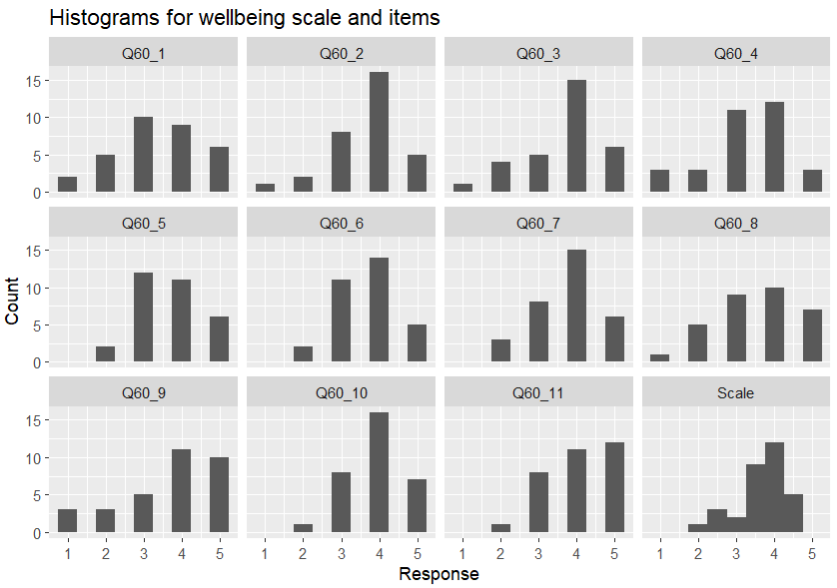 Histograms for wellbeing scale and items
Q60_1 Q60_2 Q60_3 Q60_4
15
10
5
0
Q60_5 Q60_6 Q60_7 Q60_8
15
10
5
0
Q60_9 Q60_10 Q60_11 Scale
15
10
5
0
1 2 3 4 5 1 2 3 4 5 1 2 3 4 5 1 2 3 4 5
Count
Response